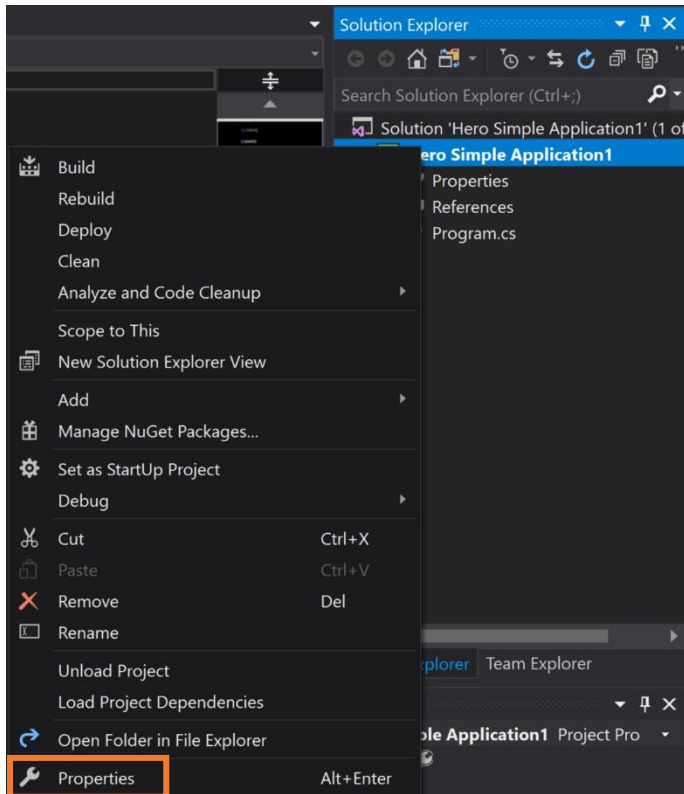 Solution Explorer
Search Solution Explorer (Ctrl+;)
Solution 'Hero Simple Application1' (1 of
ero Simple Application1
Properties
References
Program.cs
Build
Rebuild
Deploy
Clean
Analyze and Code Cleanup
Scope to This
New Solution Explorer View
Add
Manage NuGet Packages...
Set as StartUp Project
Debug
Cut Ctrl+X
Paste Ctrl+V
Remove Del
Rename
Unload Project
Load Project Dependencies
Open Folder in File Explorer
Properties Alt+Enter
plorer Team Explorer
ple Application1 Project Pro